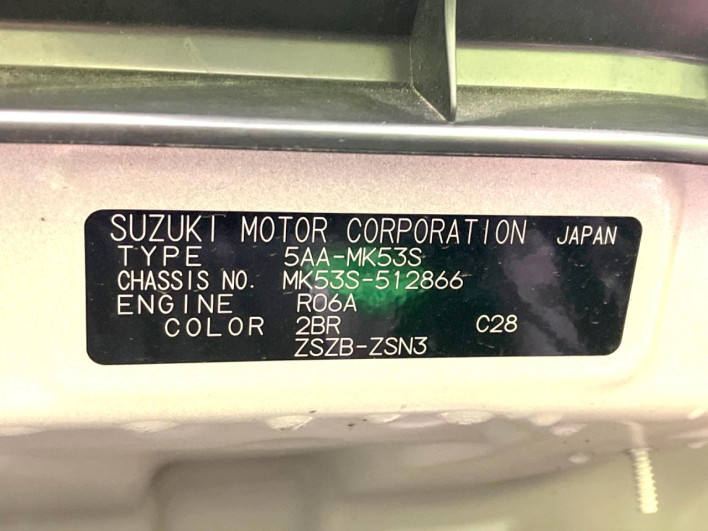 SUZUKI MOTOR CORPORATION JAPAN
TYPE 5AA-MK53S
CHASSIS NO. MK53S-512866
ENGINE R06A
COLOR 2BR C28
ZSZB-ZSN3